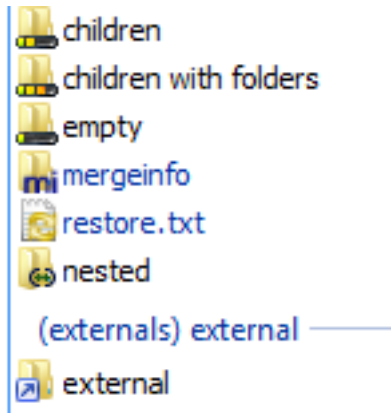 children
children with folders
empty
mergeinfo
restore.txt
nested
(externals) external
external